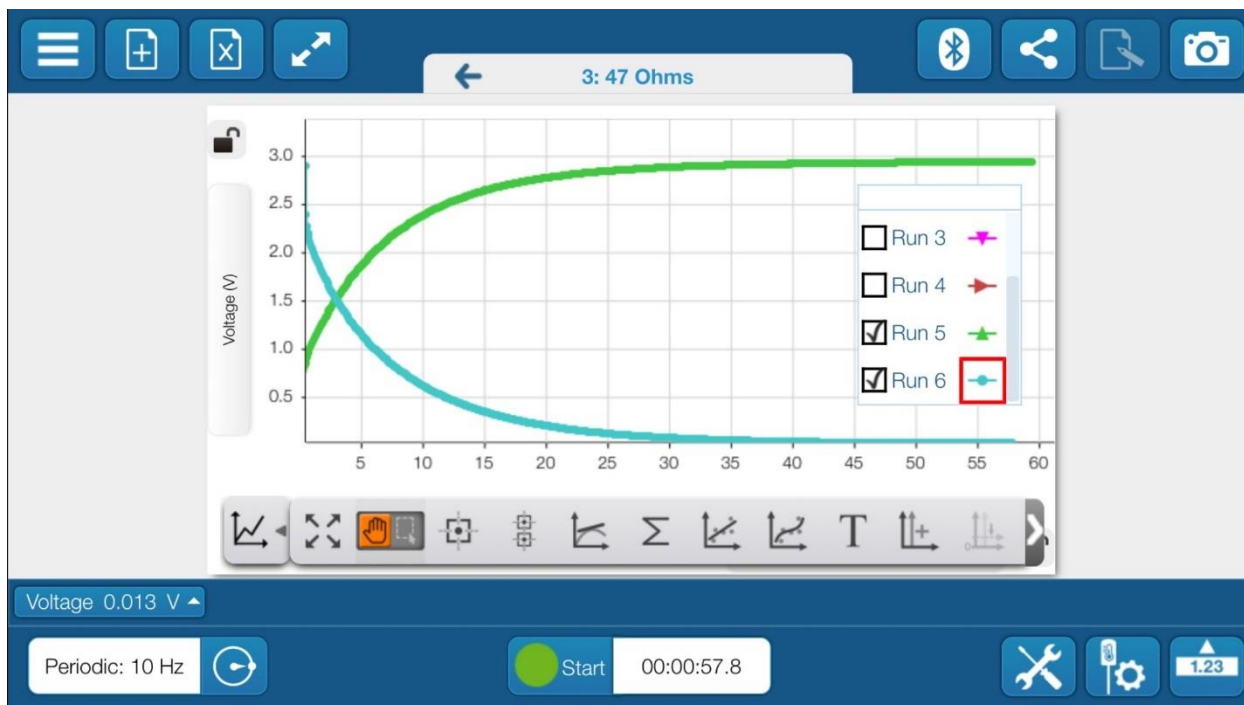 3: 47 Ohms
3.0
2.5
2.0
1.5
1.0
0.5
Voltage (V)
Run 3
Run 4
Run 5
Run 6
5 10 15 20 25 30 35 40 45 50 55 60
Σ
T
Voltage 0.013 V
Periodic: 10 Hz
Start
00:00:57.8
1.23